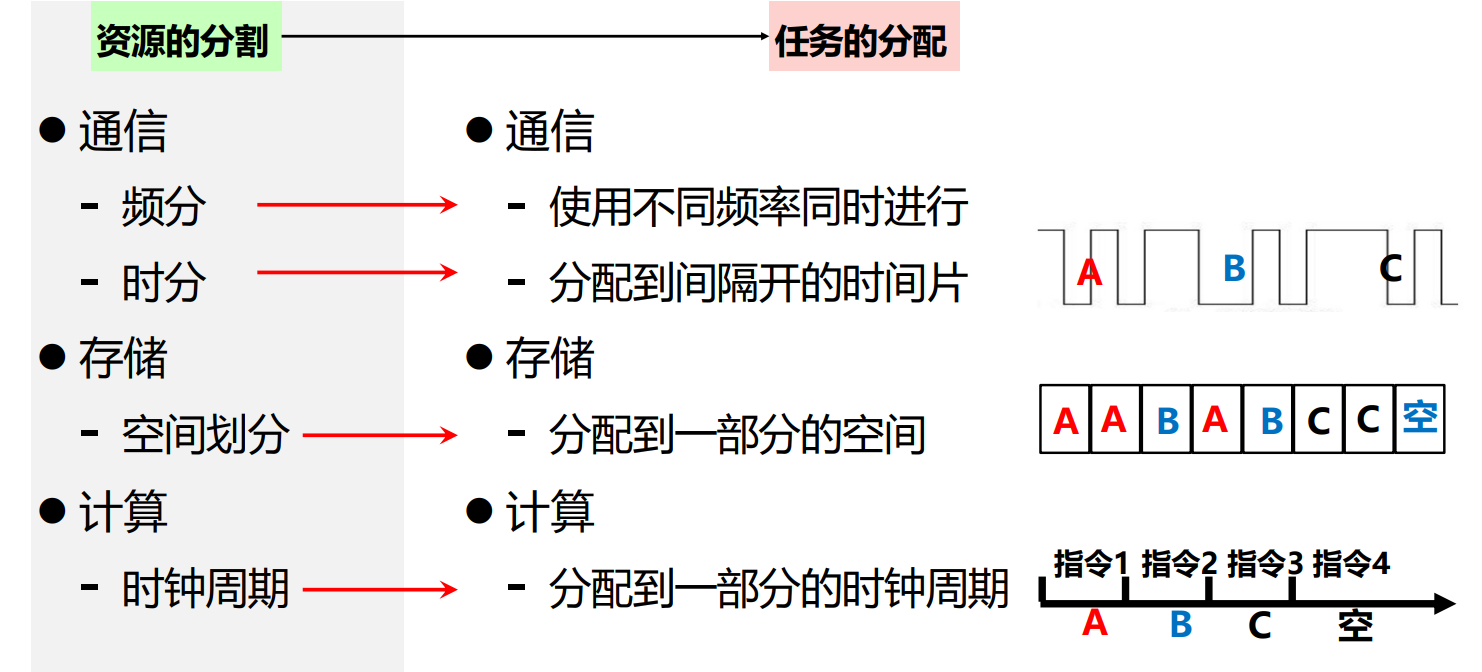 资源的分割
任务的分配
● 通信
- 频分
- 时分
● 存储
- 空间划分
● 计算
- 时钟周期
● 通信
- 使用不同频率同时进行
- 分配到间隔开的时间片
● 存储
- 分配到一部分的空间
● 计算
- 分配到一部分的时钟周期
A B C
A A B A B C C 空
指令1 指令2 指令3 指令4
A B C 空